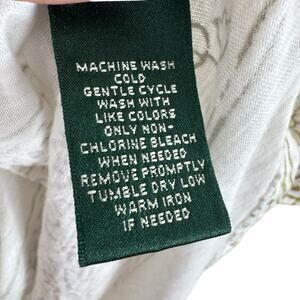 MACHINE WASH
COLD
GENTLE CYCLE
WASH WITH
LIKE COLORS
ONLY NON-
CHLORINE BLEACH
WHEN NEEDED
REMOVE PROMPTLY
TUMBLE DRY LOW
WARM IRON
IF NEEDED